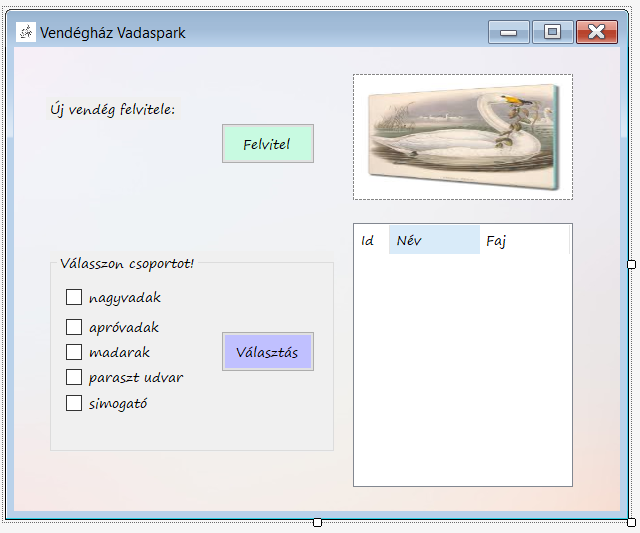 Vendégház Vadaspark
Új vendég felvitele:
Felvitel
Id Név Faj
Válasszon csoportot!
nagyvadak
apróvadak
madarak
paraszt udvar
simogató
Választás